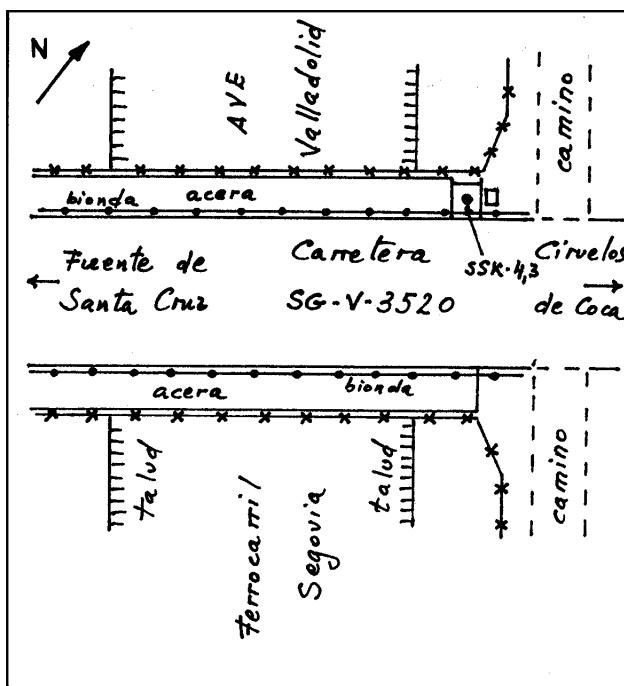 N
AVE
Valladolid
camino
acera
bionda
Fuente de
Santa Cruz
Carretera
SG-V-3520
SSK-4,3
Ciruelos
de Coca
acera
bionda
talud
Ferrocarril
Segovia
talud
camino